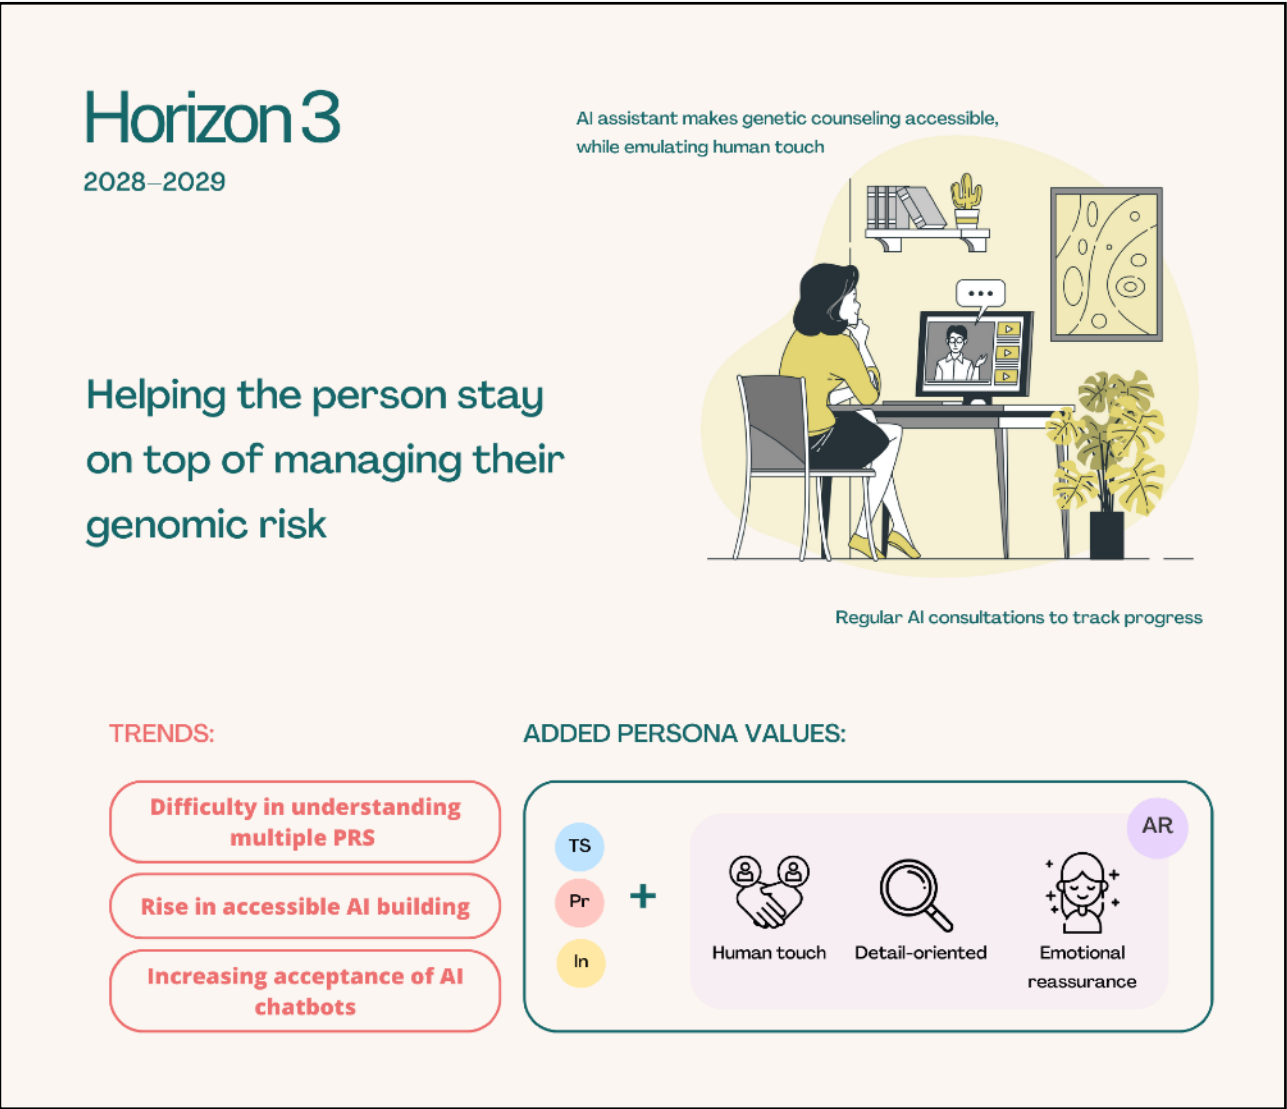 Horizon 3
2028–2029
AI assistant makes genetic counseling accessible,
while emulating human touch
Helping the person stay
on top of managing their
genomic risk
Regular AI consultations to track progress
TRENDS:
Difficulty in understanding
multiple PRS
Rise in accessible AI building
Increasing acceptance of AI
chatbots
ADDED PERSONA VALUES:
TS
Pr
In
+
AR
Human touch
Detail-oriented
Emotional
reassurance